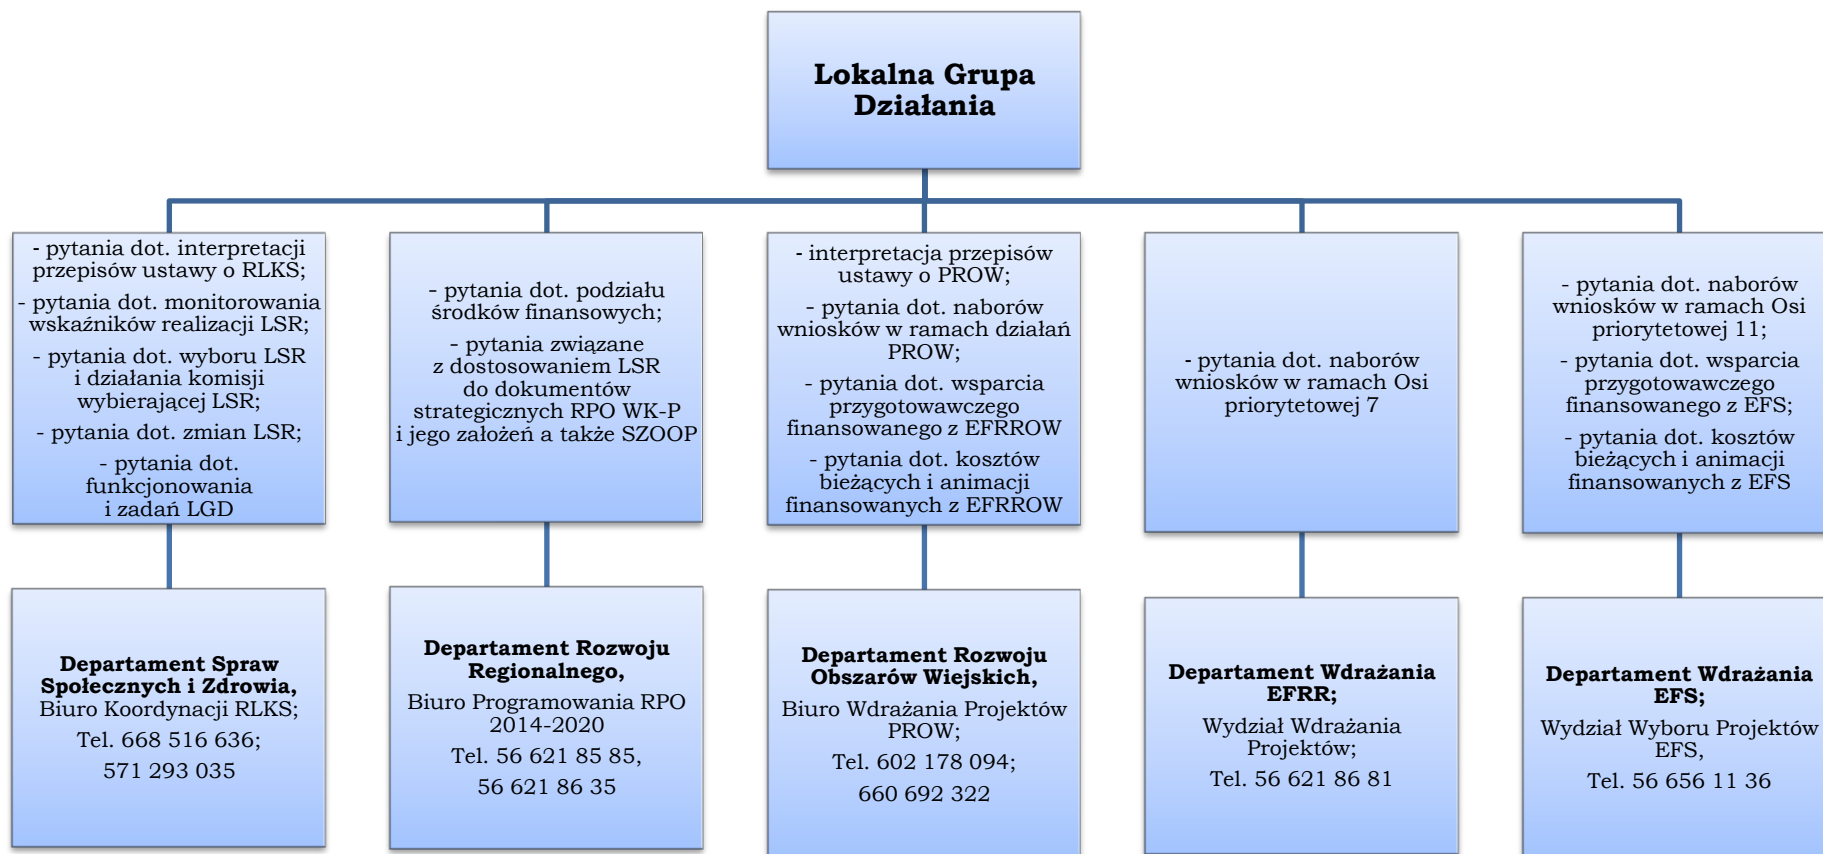 Lokalna Grupa
Działania
- pytania dot. interpretacji
przepisów ustawy o RLKS;
- pytania dot. monitorowania
wskaźników realizacji LSR;
- pytania dot. wyboru LSR
i działania komisji
wybierającej LSR;
- pytania dot. zmian LSR;
- pytania dot.
funkcjonowania
i zadań LGD
- pytania dot. podziału
środków finansowych;
- pytania związane
z dostosowaniem LSR
do dokumentów
strategicznych RPO WK-P
i jego założeń a także SZOOP
- interpretacja przepisów
ustawy o PROW;
- pytania dot. naborów
wniosków w ramach działań
PROW;
- pytania dot. wsparcia
przygotowawczego
finansowanego z EFRROW
- pytania dot. kosztów
bieżących i animacji
finansowanych z EFRROW
- pytania dot. naborów
wniosków w ramach Osi
priorytetowej 7
- pytania dot. naborów
wniosków w ramach Osi
priorytetowej 11;
- pytania dot. wsparcia
przygotowawczego
finansowanego z EFS;
- pytania dot. kosztów
bieżących i animacji
finansowanych z EFS
Departament Spraw
Społecznych i Zdrowia,
Biuro Koordynacji RLKS;
Tel. 668 516 636;
571 293 035
Departament Rozwoju
Regionalnego,
Biuro Programowania RPO
2014-2020
Tel. 56 621 85 85,
56 621 86 35
Departament Rozwoju
Obszarów Wiejskich,
Biuro Wdrażania Projektów
PROW;
Tel. 602 178 094;
660 692 322
Departament Wdrażania
EFRR;
Wydział Wdrażania
Projektów;
Tel. 56 621 86 81
Departament Wdrażania
EFS;
Wydział Wyboru Projektów
EFS,
Tel. 56 656 11 36